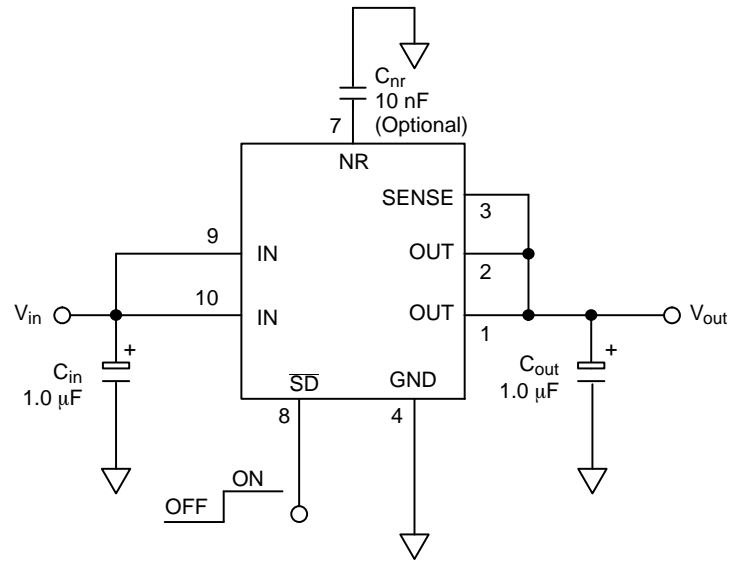 Cnr
10 nF
(Optional)
7
NR
SENSE
3
9
IN
OUT
2
Vin
10
IN
OUT
1
Vout
Cin
1.0 μF
+
SD
8
GND
4
Cout
1.0 μF
+
OFF
ON